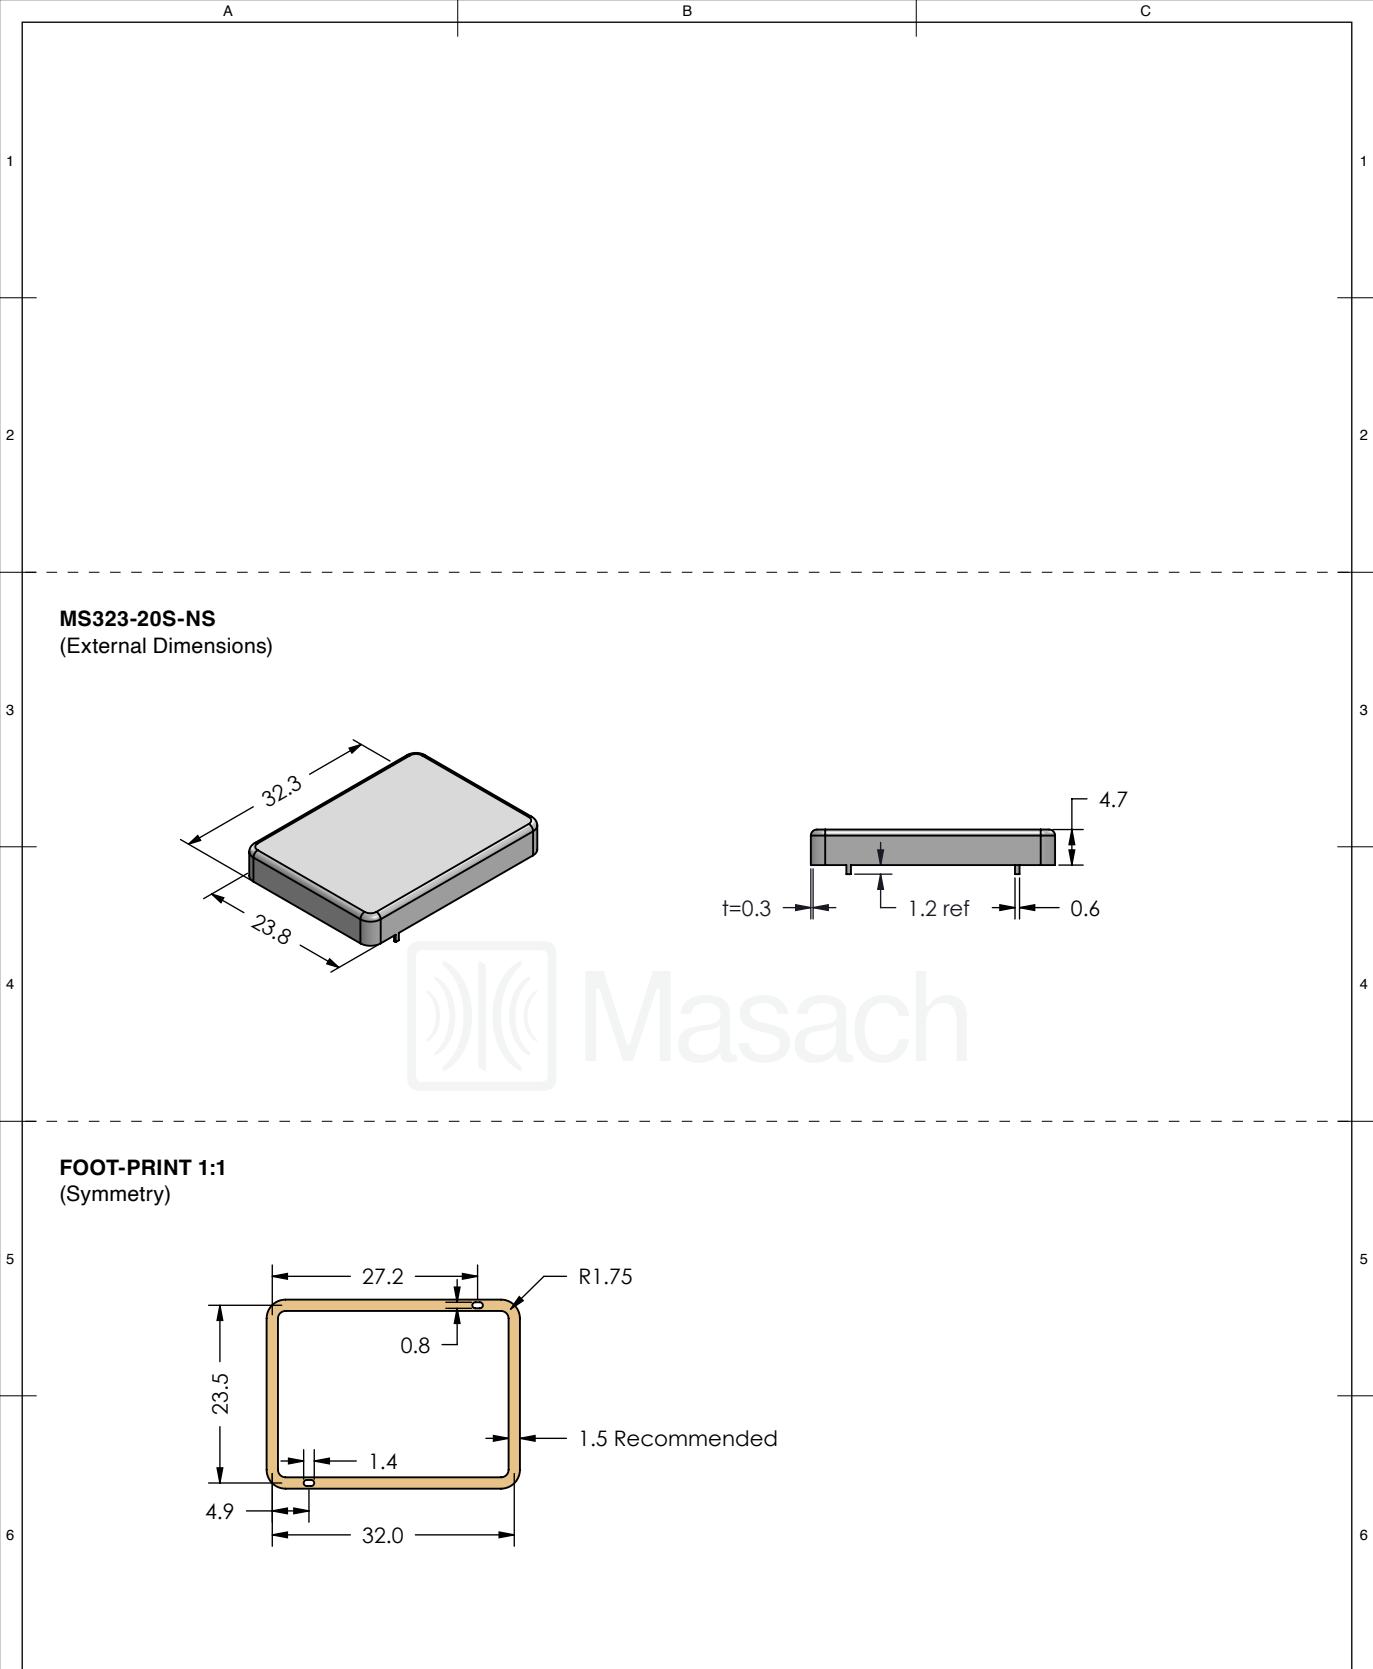 A B C
1 1
2 2
MS323-20S-NS
(External Dimensions)
3 3
32.3
4.7
t=0.3 1.2 ref 0.6
23.8
Masach
4 4
FOOT-PRINT 1:1
(Symmetry)
5 5
27.2 R1.75
0.8
23.5
1.5 Recommended
1.4
4.9
32.0
6 6